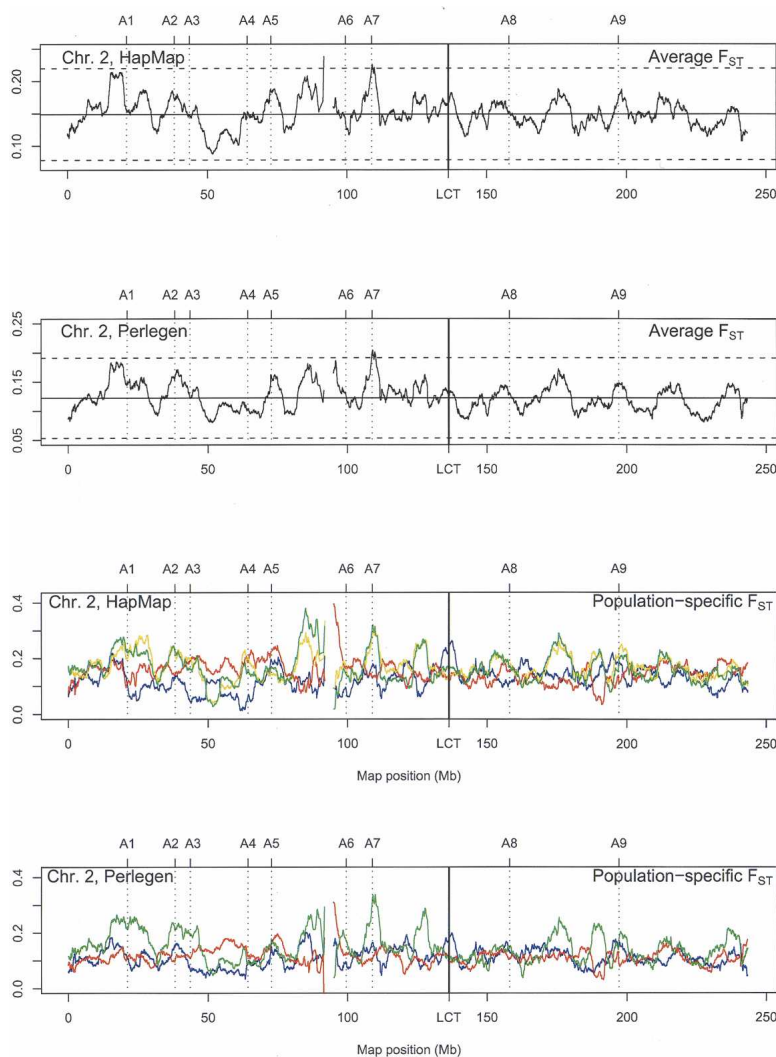 A1 A2 A3 A4 A5 A6 A7 A8 A9
Chr. 2, HapMap Average FST
0.20
0.10
0 50 100 LCT 150 200 250
A1 A2 A3 A4 A5 A6 A7 A8 A9
0.25
Chr. 2, Perlegen Average FST
0.15
0.05
0 50 100 LCT 150 200 250
A1 A2 A3 A4 A5 A6 A7 A8 A9
0.4
Chr. 2, HapMap Population-specific FST
0.2
0.0
0 50 100 LCT 150 200 250
Map position (Mb)
A1 A2 A3 A4 A5 A6 A7 A8 A9
0.4
Chr. 2, Perlegen Population-specific FST
0.2
0.0
0 50 100 LCT 150 200 250
Map position (Mb)